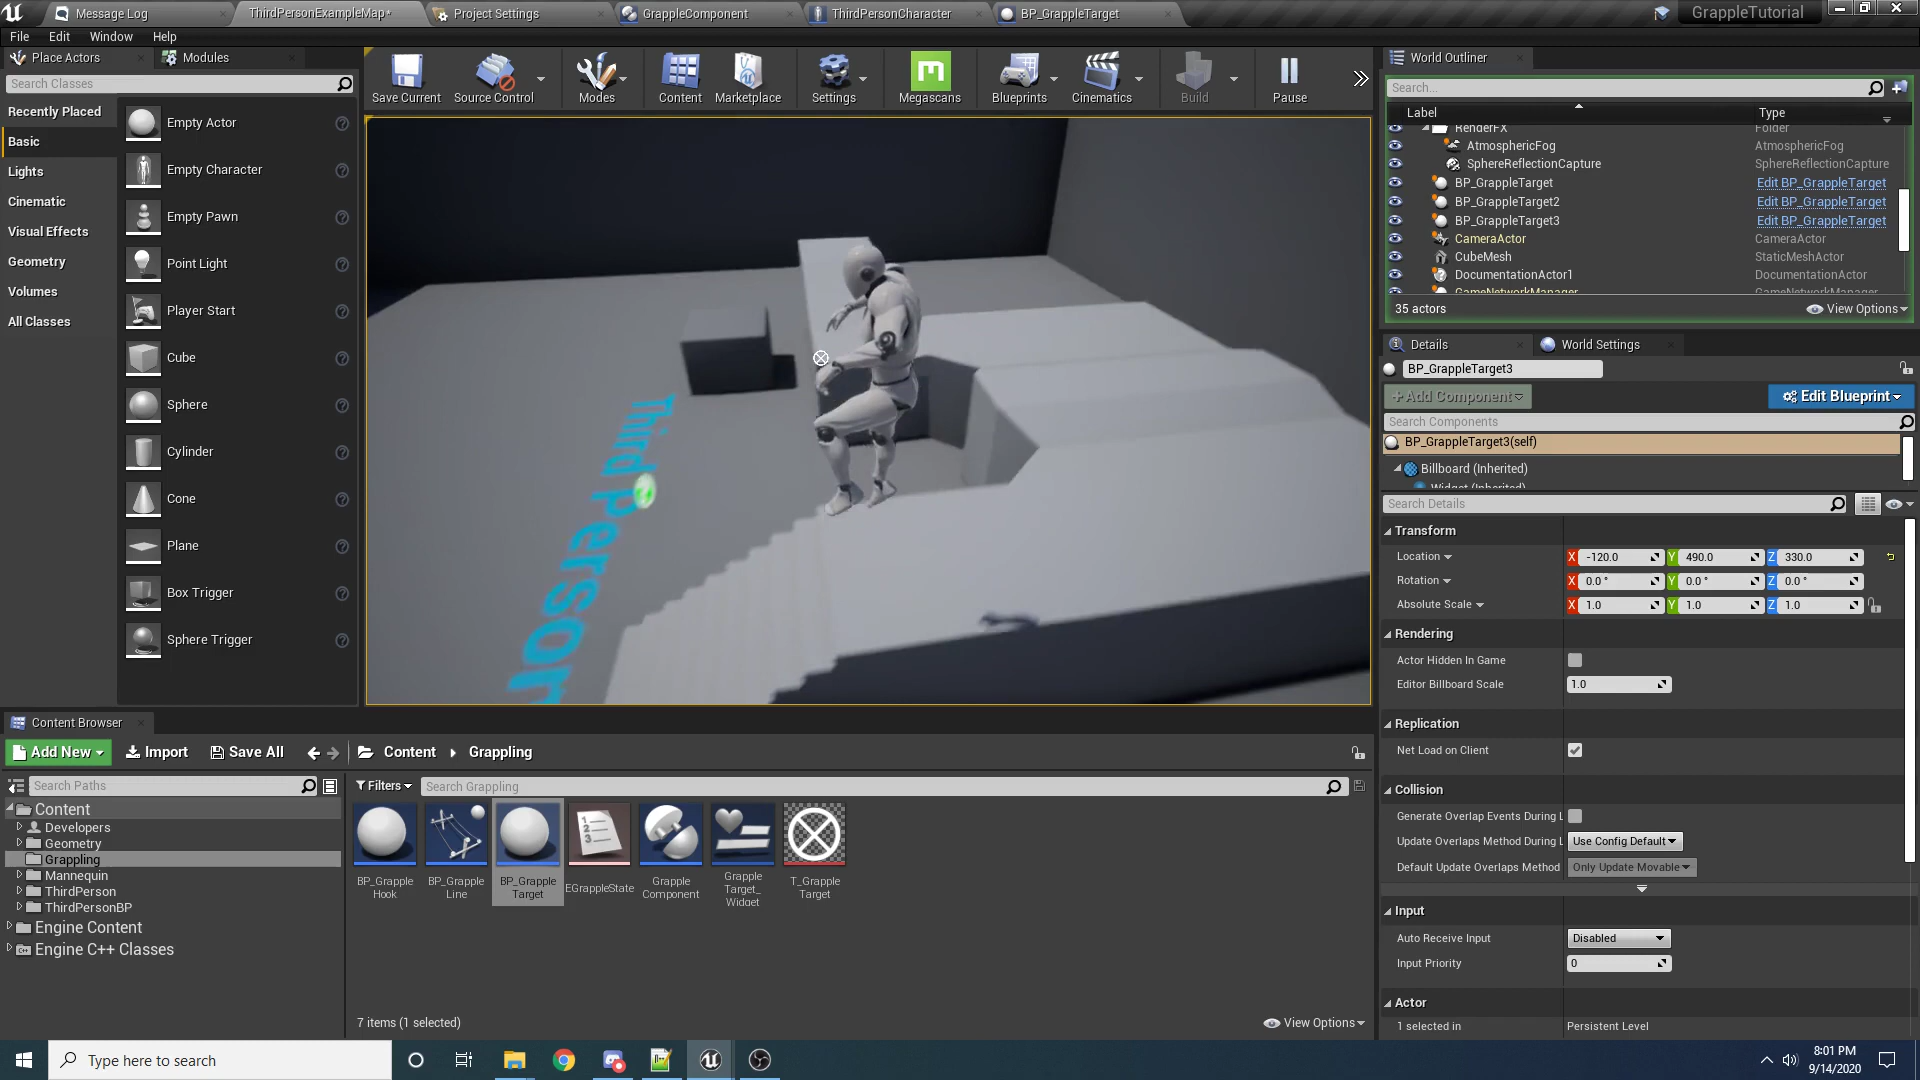 Message Log
ThirdPersonExampleMap*
Project Settings
GrappleComponent
ThirdPersonCharacter
BP_GrappleTarget
GrappleTutorial
File Edit Window Help
Place Actors
Modules
Search Classes
Recently Placed
Basic
Lights
Cinematic
Visual Effects
Geometry
Volumes
All Classes
Empty Actor
Empty Character
Empty Pawn
Point Light
Player Start
Cube
Sphere
Cylinder
Cone
Plane
Box Trigger
Sphere Trigger
Save Current
Source Control
Modes
Content
Marketplace
Settings
Megascans
Blueprints
Cinematics
Build
Pause
Third Person
World Outliner
Search...
Label Type
RenderFX Folder
AtmosphericFog AtmosphericFog
SphereReflectionCapture SphereReflectionCapture
BP_GrappleTarget Edit BP_GrappleTarget
BP_GrappleTarget2 Edit BP_GrappleTarget
BP_GrappleTarget3 Edit BP_GrappleTarget
CameraActor CameraActor
CubeMesh StaticMeshActor
DocumentationActor1 DocumentationActor
GameNetworkManager GameNetworkManager
35 actors
View Options
Details
World Settings
BP_GrappleTarget3
+Add Component
Edit Blueprint
Search Components
BP_GrappleTarget3(self)
Billboard (Inherited)
Widget (Inherited)
Search Details
Transform
Location X -120.0 Y 490.0 Z 330.0
Rotation X 0.0 ° Y 0.0 ° Z 0.0 °
Absolute Scale X 1.0 Y 1.0 Z 1.0
Rendering
Actor Hidden In Game
Editor Billboard Scale 1.0
Replication
Net Load on Client
Collision
Generate Overlap Events During L
Update Overlaps Method During L Use Config Default
Default Update Overlaps Method Only Update Movable
Input
Auto Receive Input Disabled
Input Priority 0
Actor
1 selected in Persistent Level
Content Browser
Add New
Import
Save All
Content
Grappling
Search Paths
Filters
Search Grappling
Content
Developers
Geometry
Grappling
Mannequin
ThirdPerson
ThirdPersonBP
Engine Content
Engine C++ Classes
BP_Grapple
Hook
BP_Grapple
Line
BP_Grapple
Target
EGrappleState
Grapple
Component
Grapple
Target_
Widget
T_Grapple
Target
7 items (1 selected)
View Options
Type here to search
8:01 PM
9/14/2020